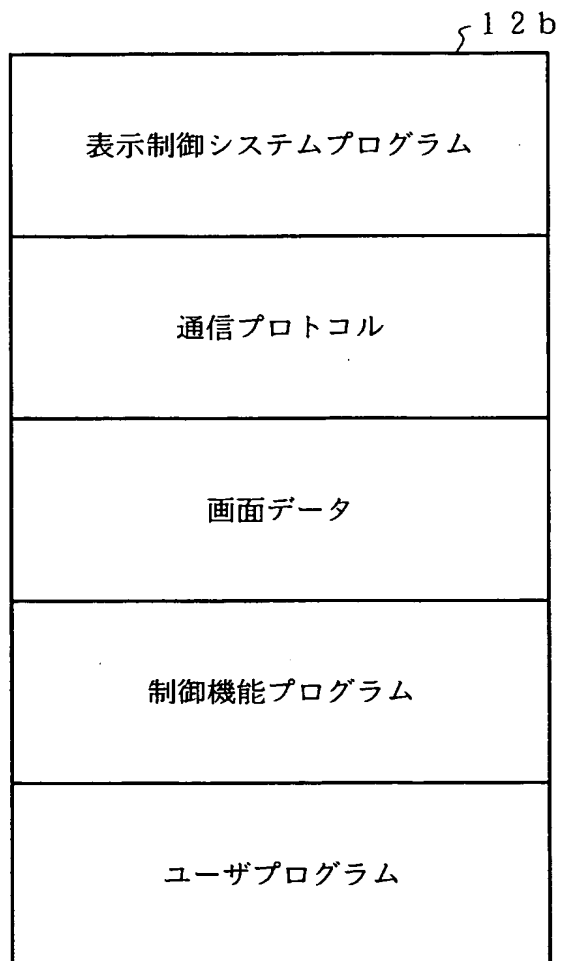 12b
表示制御システムプログラム
通信プロトコル
画面データ
制御機能プログラム
ユーザプログラム